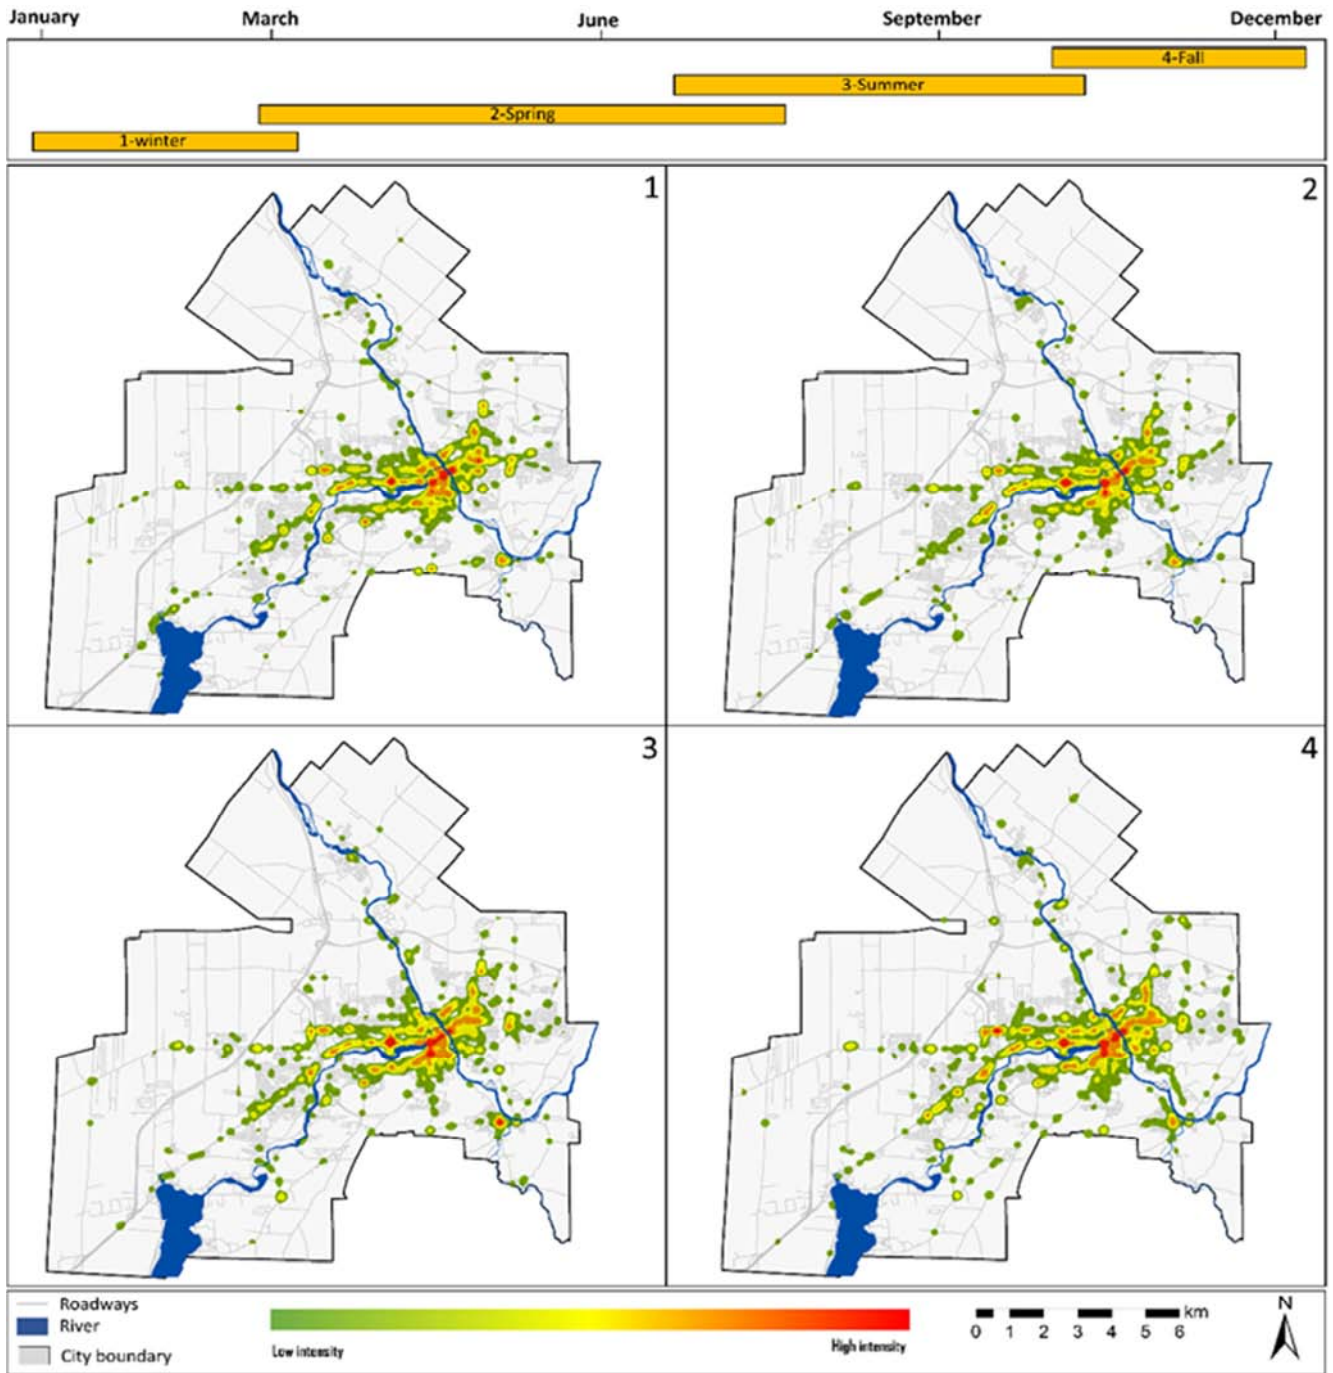 January March June September December
4-Fall
3-Summer
2-Spring
1-winter
1
2
3
4
Roadways
River
City boundary
Low intensity
High intensity
km
0 1 2 3 4 5 6
N